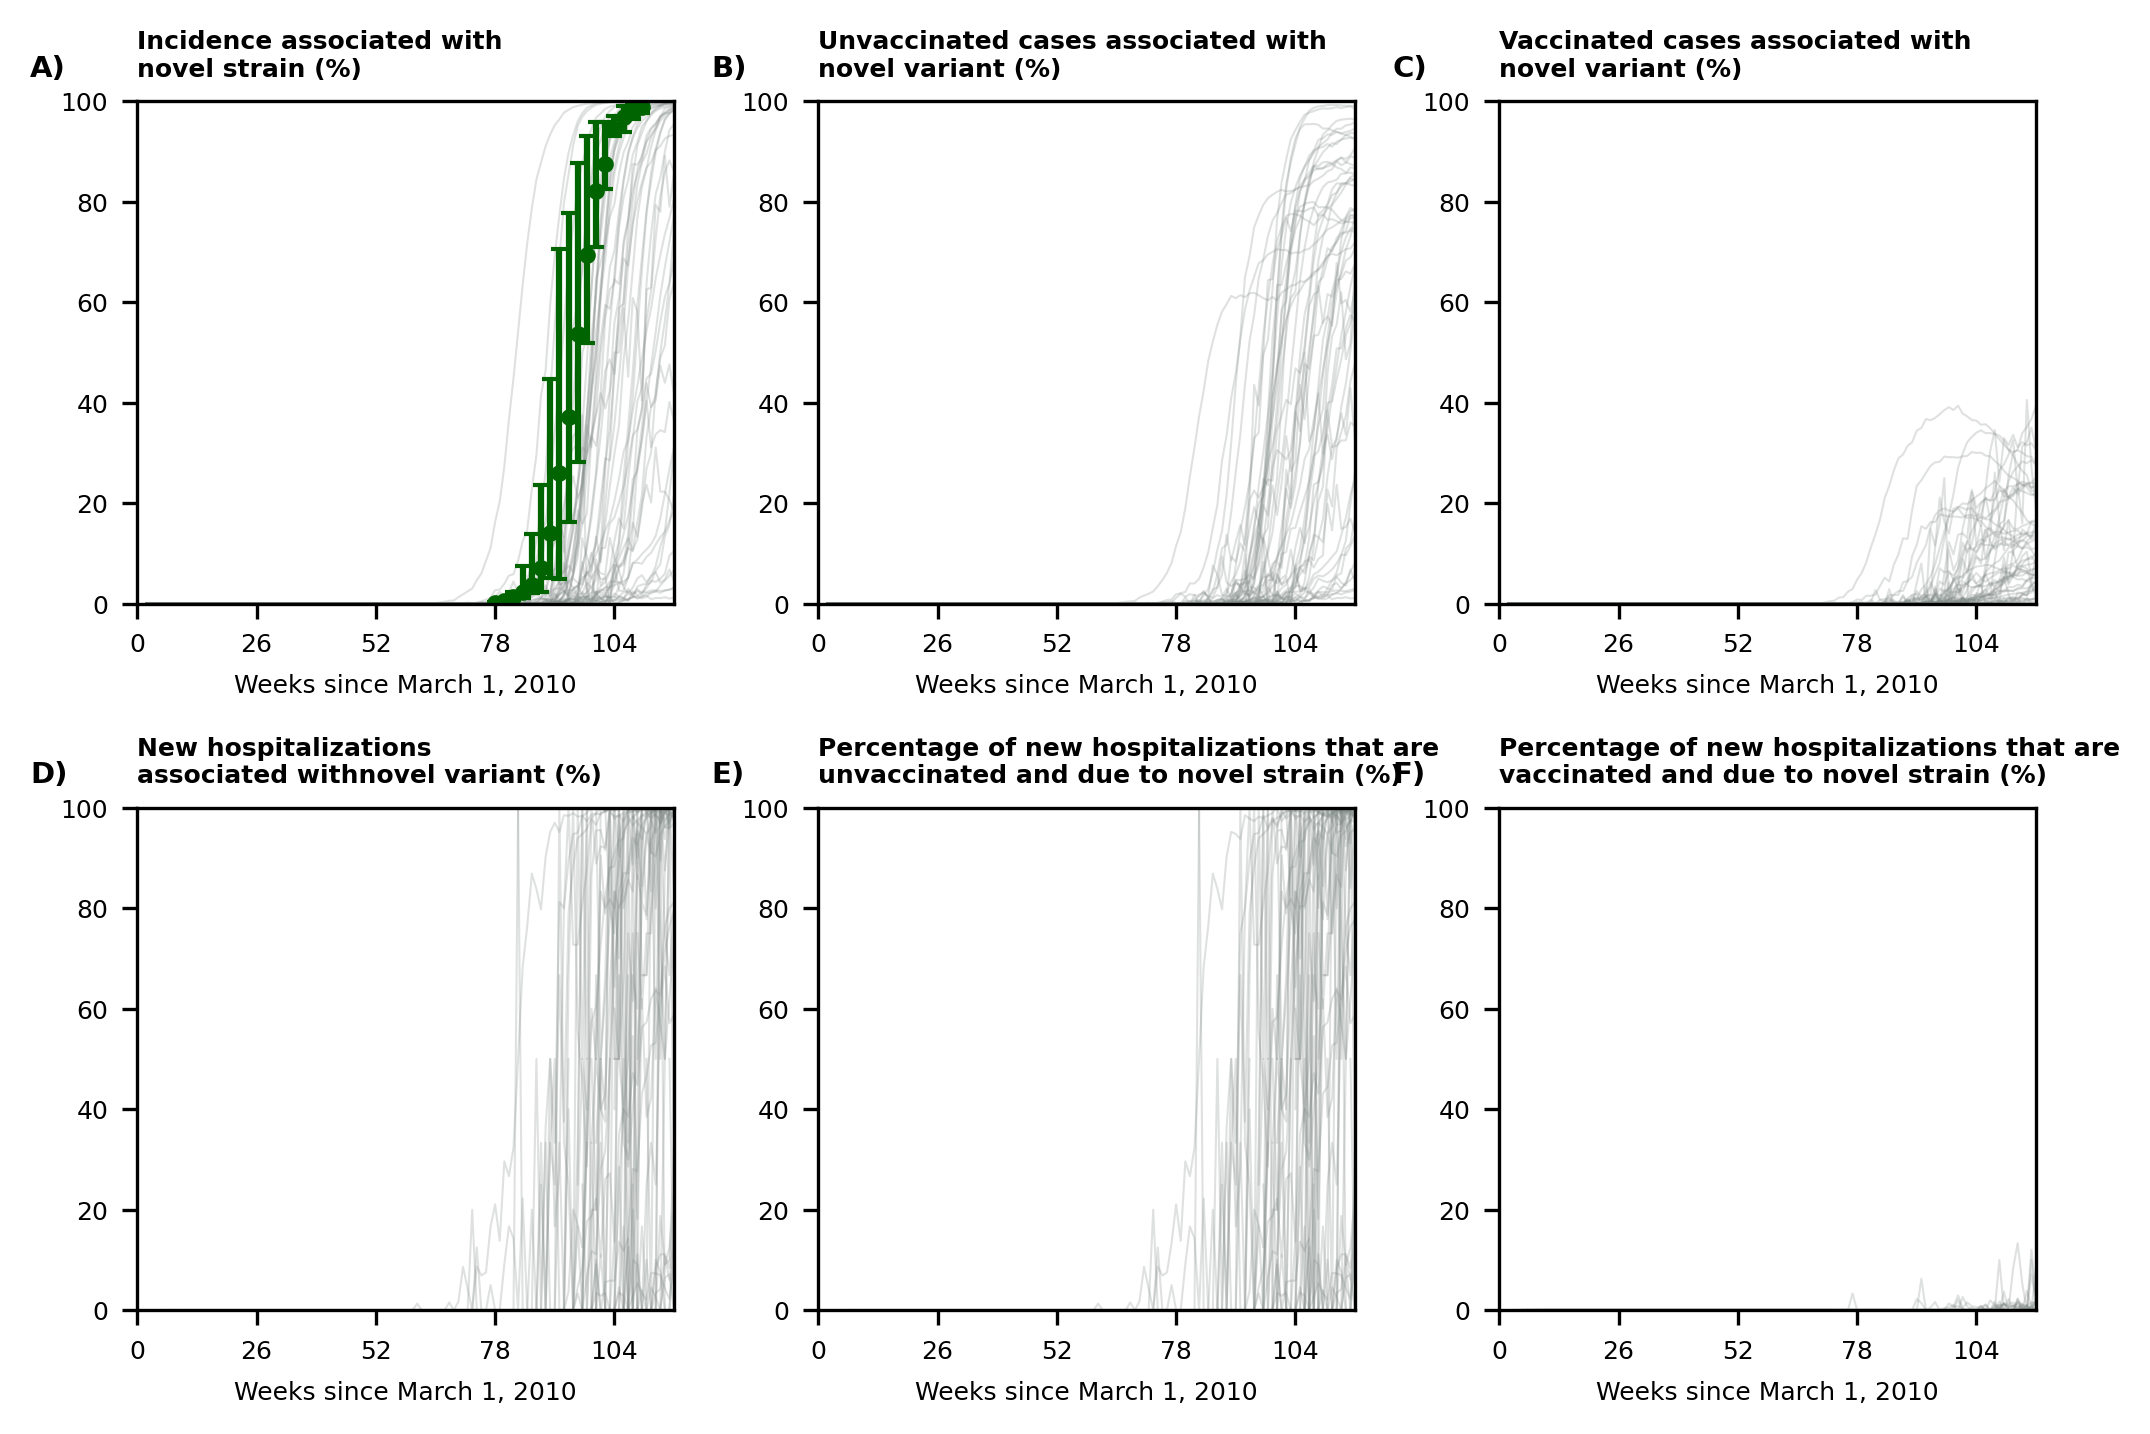 A)
Incidence associated with
novel strain (%)
100
80
60
40
20
0
0 26 52 78 104
Weeks since March 1, 2010
B)
Unvaccinated cases associated with
novel variant (%)
100
80
60
40
20
0
0 26 52 78 104
Weeks since March 1, 2010
C)
Vaccinated cases associated with
novel variant (%)
100
80
60
40
20
0
0 26 52 78 104
Weeks since March 1, 2010
D)
New hospitalizations
associated withnovel variant (%)
100
80
60
40
20
0
0 26 52 78 104
Weeks since March 1, 2010
E)
Percentage of new hospitalizations that are
unvaccinated and due to novel strain (%)
100
80
60
40
20
0
0 26 52 78 104
Weeks since March 1, 2010
F)
Percentage of new hospitalizations that are
vaccinated and due to novel strain (%)
100
80
60
40
20
0
0 26 52 78 104
Weeks since March 1, 2010